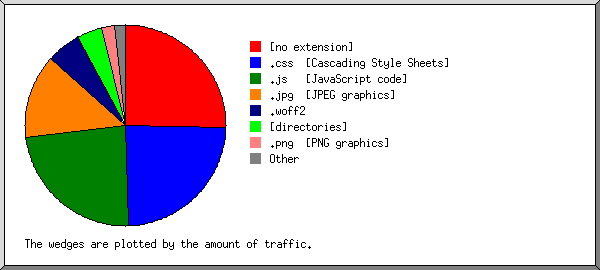 [no extension]
.css [Cascading Style Sheets]
.js [JavaScript code]
.jpg [JPEG graphics]
.woff2
[directories]
.png [PNG graphics]
Other
The wedges are plotted by the amount of traffic.